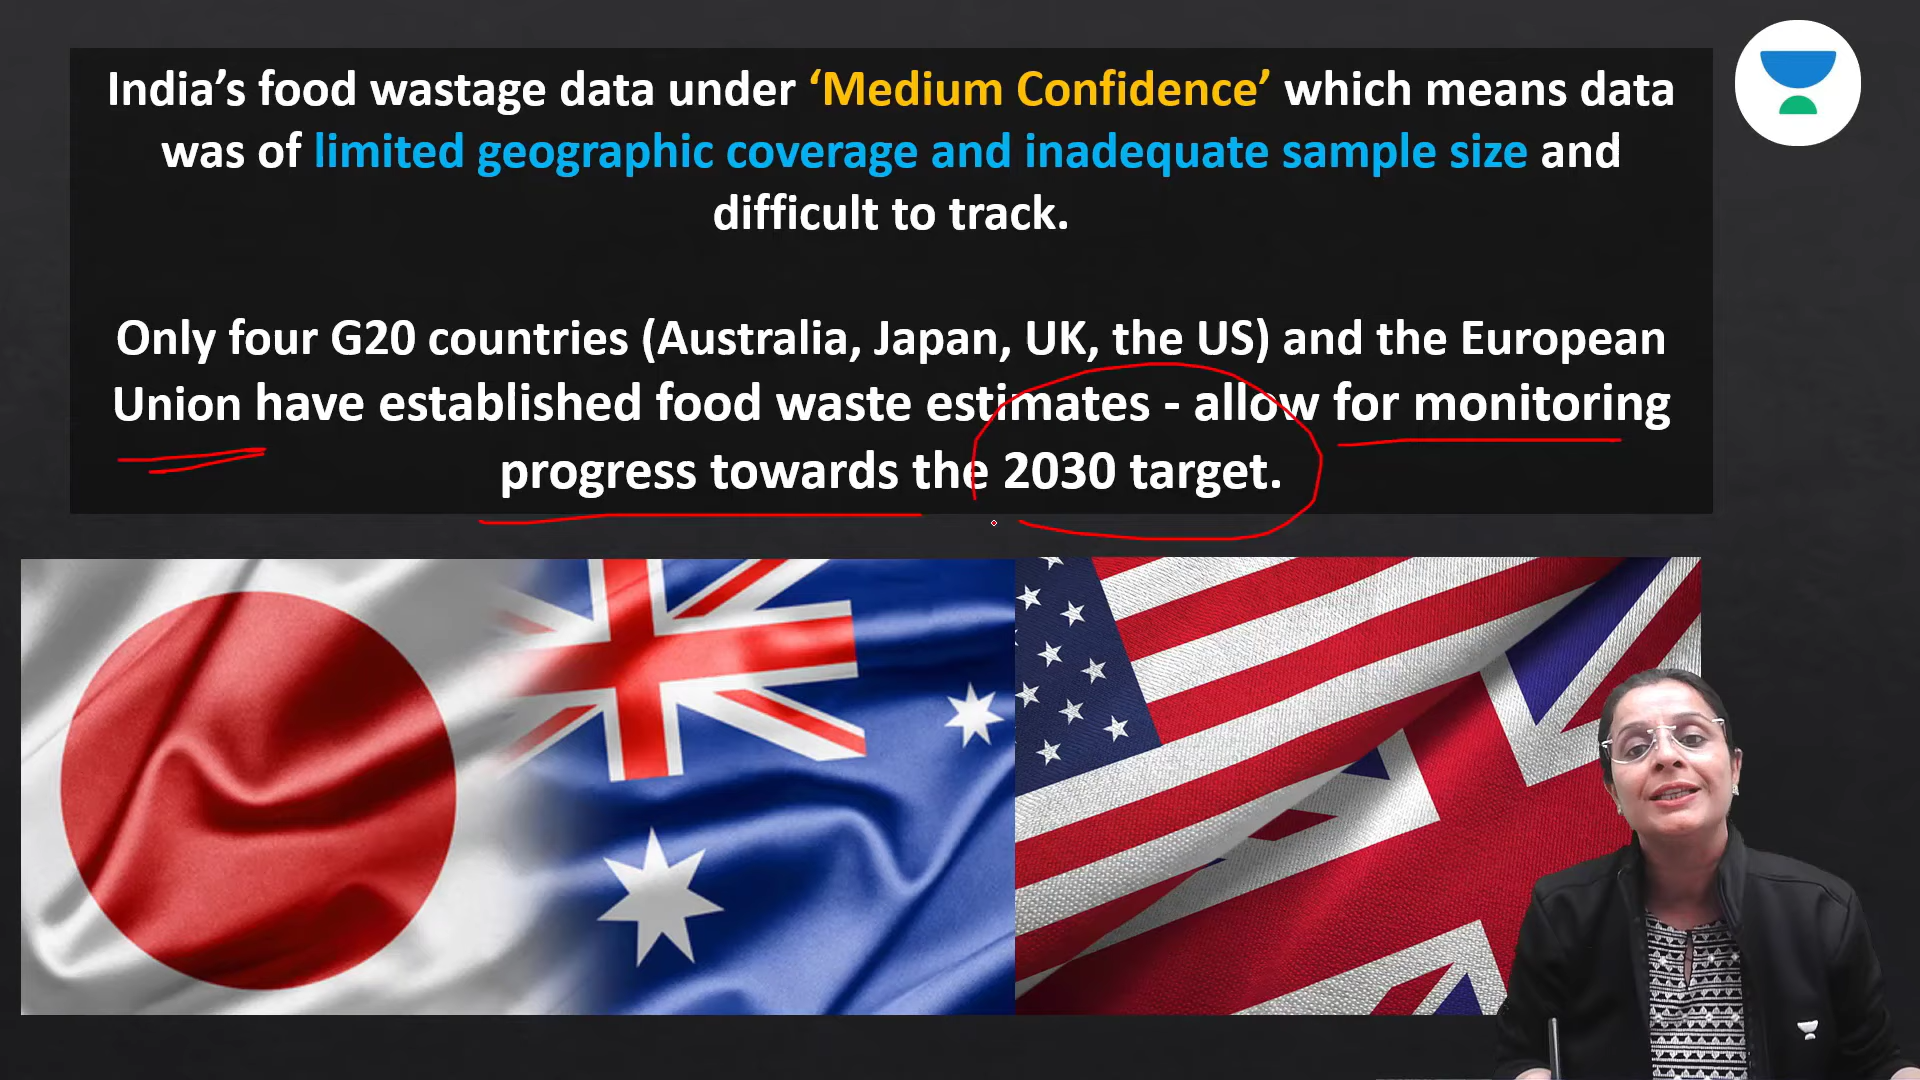 India’s food wastage data under ‘Medium Confidence’ which means data
was of limited geographic coverage and inadequate sample size and
difficult to track.
Only four G20 countries (Australia, Japan, UK, the US) and the European
Union have established food waste estimates - allow for monitoring
progress towards the 2030 target.